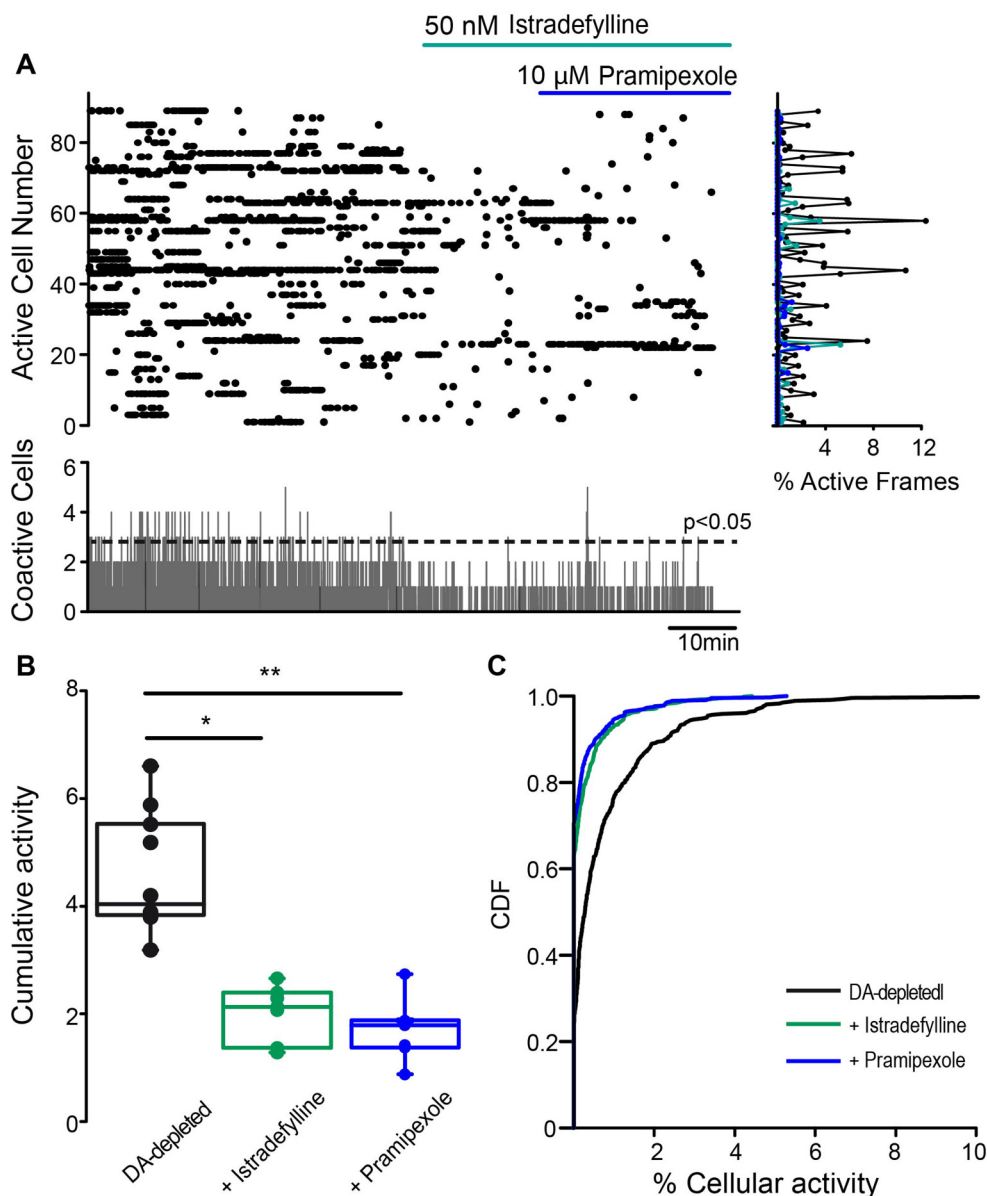 50 nM Istradefylline
A
10 µM Pramipexole
Active Cell Number
80
60
40
20
0
4 8 12
% Active Frames
Coactive Cells
6
4
2
0
p<0.05
10min
B
**
*
Cumulative activity
8
6
4
2
0
DA-depleted
+ Istradefylline
+ Pramipexole
C
CDF
1.0
0.8
0.6
0.4
0.2
0
DA-depletedl
+ Istradefylline
+ Pramipexole
2 4 6 8 10
% Cellular activity